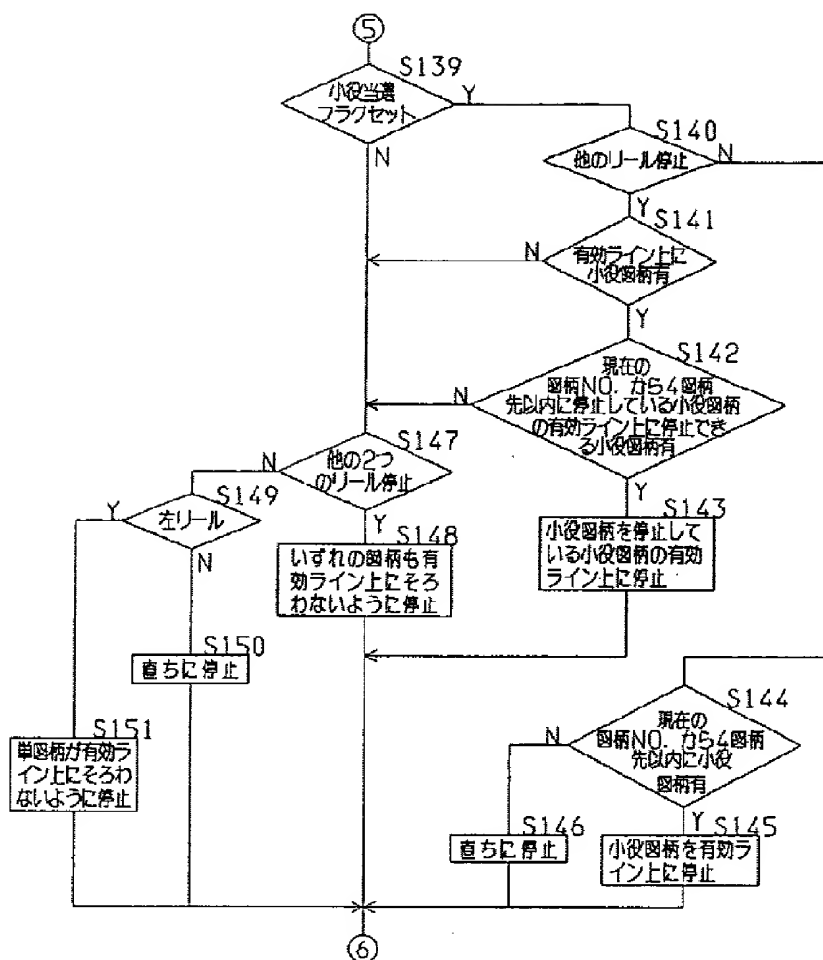 5
S139
小役当選
フラグセット
Y
N
S140
他のリール停止
N
Y
S141
有効ライン上に
小役図柄有
N
Y
S142
現在の
図柄NO．から4図柄
先以内に停止している小役図柄
の有効ライン上に停止でき
る小役図柄有
N
Y
S143
小役図柄を停止して
いる小役図柄の有効
ライン上に停止
S147
他の2つ
のリール停止
N
Y
S148
いずれの図柄も有
効ライン上にそろ
わないように停止
S149
左リール
Y
N
S150
直ちに停止
S151
単図柄が有効ラ
イン上にそろわ
ないように停止
S144
現在の
図柄NO．から4図柄
先以内に小役
図柄有
N
Y
S146
直ちに停止
S145
小役図柄を有効ラ
イン上に停止
6